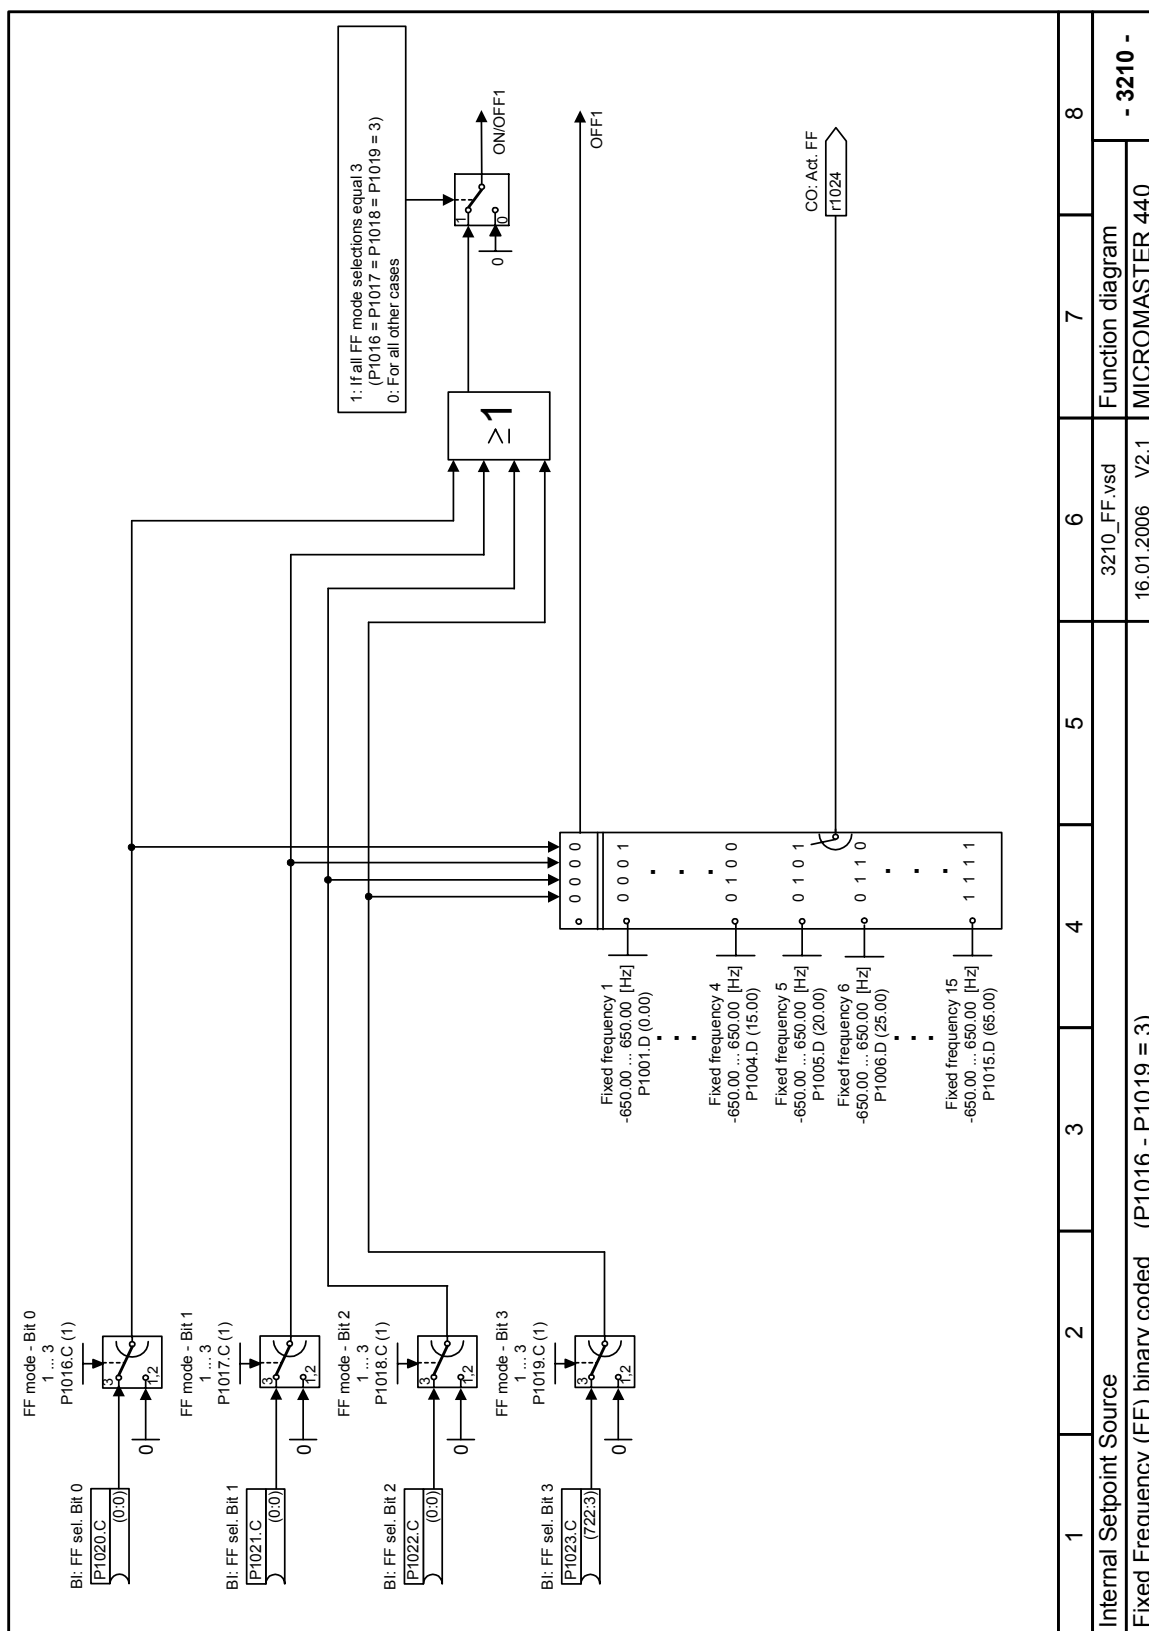 FF mode - Bit 0
1 ... 3
P1016.C (1)
BI: FF sel. Bit 0
P1020.C
(0:0)
3
1,2
0
FF mode - Bit 1
1 ... 3
P1017.C (1)
BI: FF sel. Bit 1
P1021.C
(0:0)
3
1,2
0
FF mode - Bit 2
1 ... 3
P1018.C (1)
BI: FF sel. Bit 2
P1022.C
(0:0)
3
1,2
0
FF mode - Bit 3
1 ... 3
P1019.C (1)
BI: FF sel. Bit 3
P1023.C
(722:3)
3
1,2
0
1: If all FF mode selections equal 3
(P1016 = P1017 = P1018 = P1019 = 3)
0: For all other cases
≥1
1
0
0
ON/OFF1
OFF1
0 0 0 0
0 0 0 1
. . .
0 1 0 0
0 1 0 1
0 1 1 0
. . .
1 1 1 1
Fixed frequency 1
-650.00 ... 650.00 [Hz]
P1001.D (0.00)
. . .
Fixed frequency 4
-650.00 ... 650.00 [Hz]
P1004.D (15.00)
Fixed frequency 5
-650.00 ... 650.00 [Hz]
P1005.D (20.00)
Fixed frequency 6
-650.00 ... 650.00 [Hz]
P1006.D (25.00)
. . .
Fixed frequency 15
-650.00 ... 650.00 [Hz]
P1015.D (65.00)
CO: Act. FF
r1024
1 2 3 4 5 6 7 8
Internal Setpoint Source
3210_FF.vsd
Function diagram
- 3210 -
Fixed Frequency (FF) binary coded (P1016 - P1019 = 3)
16.01.2006 V2.1
MICROMASTER 440